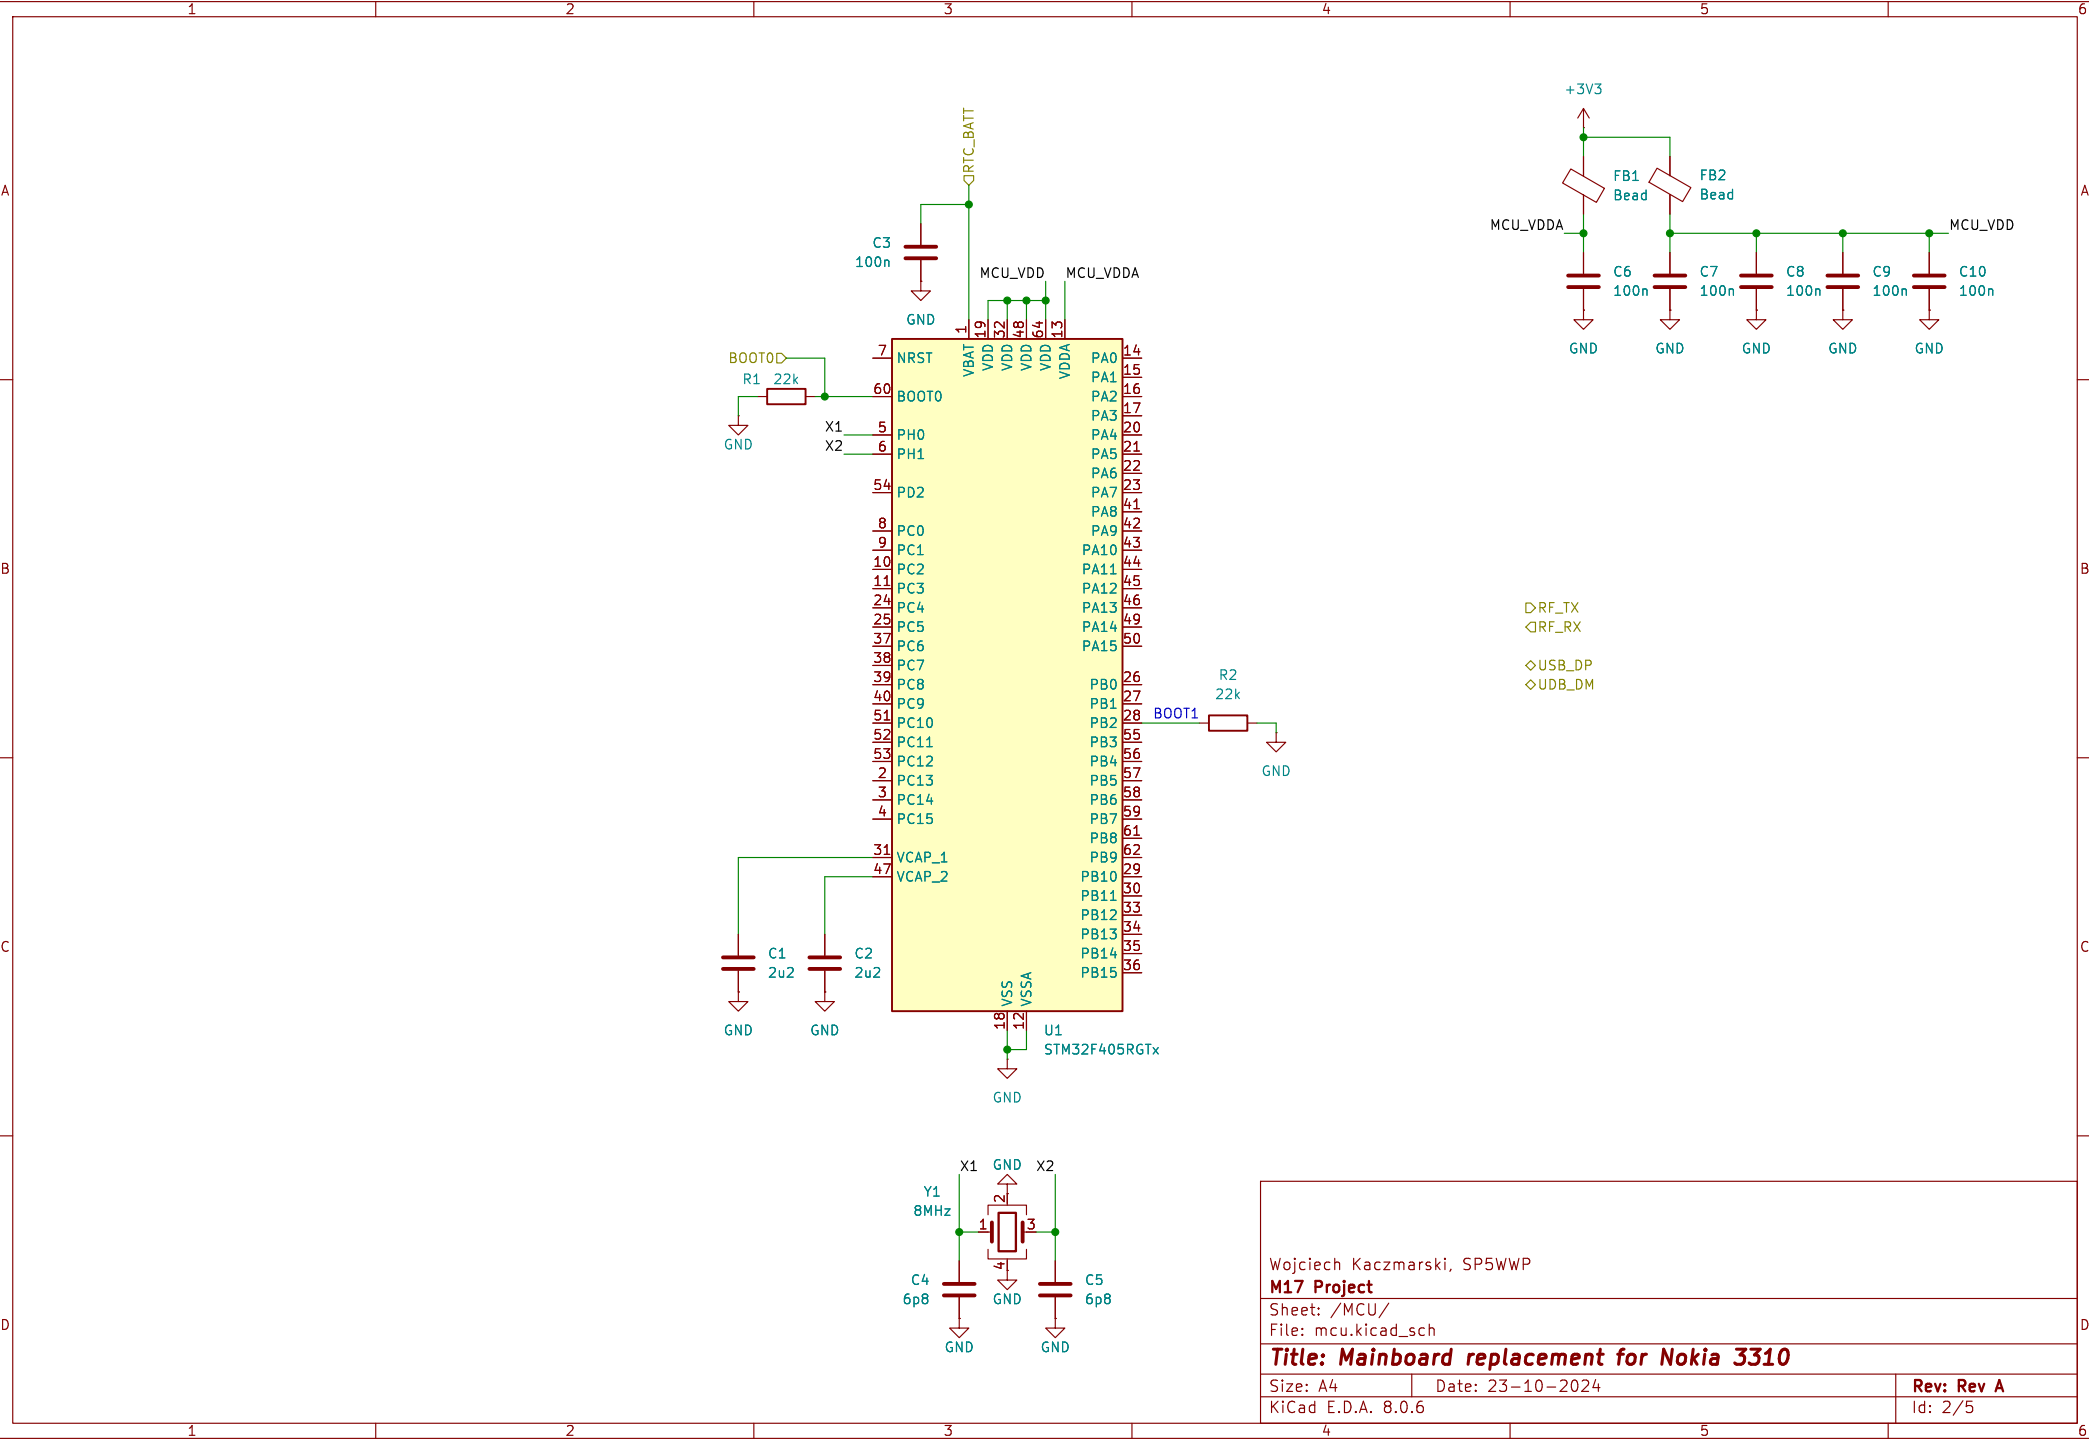 1 2 3 4 5 6
A
B
C
D
A
B
C
D
1 2 3 4 5 6
RTC_BATT
C3
100n
GND
MCU_VDD
MCU_VDDA
1 19 32 48 64 13
VBAT VDD VDD VDD VDD VDDA
BOOT0
R1 22k
GND
7 NRST
60 BOOT0
X1
5 PH0
X2
6 PH1
54 PD2
8 PC0
9 PC1
10 PC2
11 PC3
24 PC4
25 PC5
37 PC6
38 PC7
39 PC8
40 PC9
51 PC10
52 PC11
53 PC12
2 PC13
3 PC14
4 PC15
31 VCAP_1
47 VCAP_2
PA0 14
PA1 15
PA2 16
PA3 17
PA4 20
PA5 21
PA6 22
PA7 23
PA8 41
PA9 42
PA10 43
PA11 44
PA12 45
PA13 46
PA14 49
PA15 50
PB0 26
PB1 27
PB2 28
PB3 55
PB4 56
PB5 57
PB6 58
PB7 59
PB8 61
PB9 62
PB10 29
PB11 30
PB12 33
PB13 34
PB14 35
PB15 36
BOOT1
R2
22k
GND
C1
2u2
GND
C2
2u2
GND
VSS VSSA
18 12
U1
STM32F405RGTx
GND
+3V3
FB1
Bead
FB2
Bead
MCU_VDDA
MCU_VDD
C6
100n
C7
100n
C8
100n
C9
100n
C10
100n
GND GND GND GND GND
RF_TX
RF_RX
USB_DP
UDB_DM
X1 GND X2
Y1
8MHz
2
1 3
4
C4
6p8
GND
C5
6p8
GND
GND
Wojciech Kaczmarski, SP5WWP
M17 Project
Sheet: /MCU/
File: mcu.kicad_sch
Title: Mainboard replacement for Nokia 3310
Size: A4 Date: 23-10-2024 Rev: Rev A
KiCad E.D.A. 8.0.6 Id: 2/5